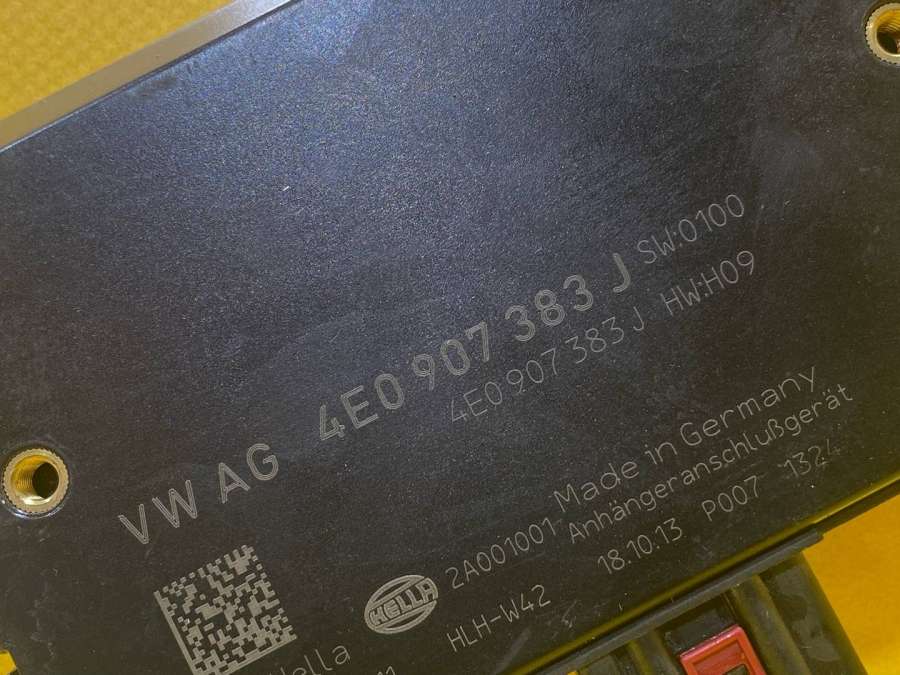 VW AG 4E0 907 383 J SW:0100
4E0 907 383 J HW:H09
Made in Germany
2A001001- Anhängeranschlußgerät
HELLA
HLH-W42 18.10.13 P007 1324
Hella